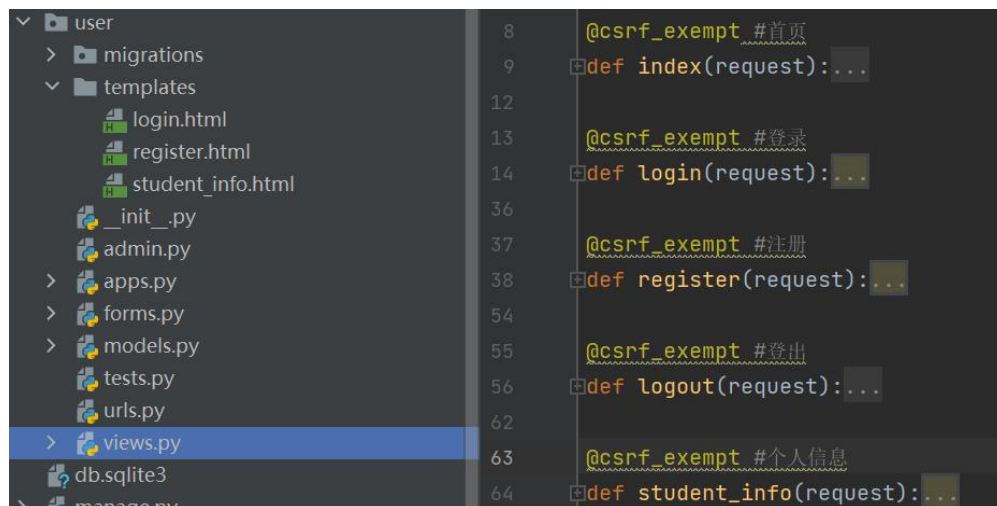 user
migrations
templates
login.html
register.html
student_info.html
__init__.py
admin.py
apps.py
forms.py
models.py
tests.py
urls.py
views.py
db.sqlite3
manage.py
8 @csrf_exempt #首页
9 def index(request):...
12
13 @csrf_exempt #登录
14 def login(request):...
36
37 @csrf_exempt #注册
38 def register(request):...
54
55 @csrf_exempt #登出
56 def logout(request):...
62
63 @csrf_exempt #个人信息
64 def student_info(request):...